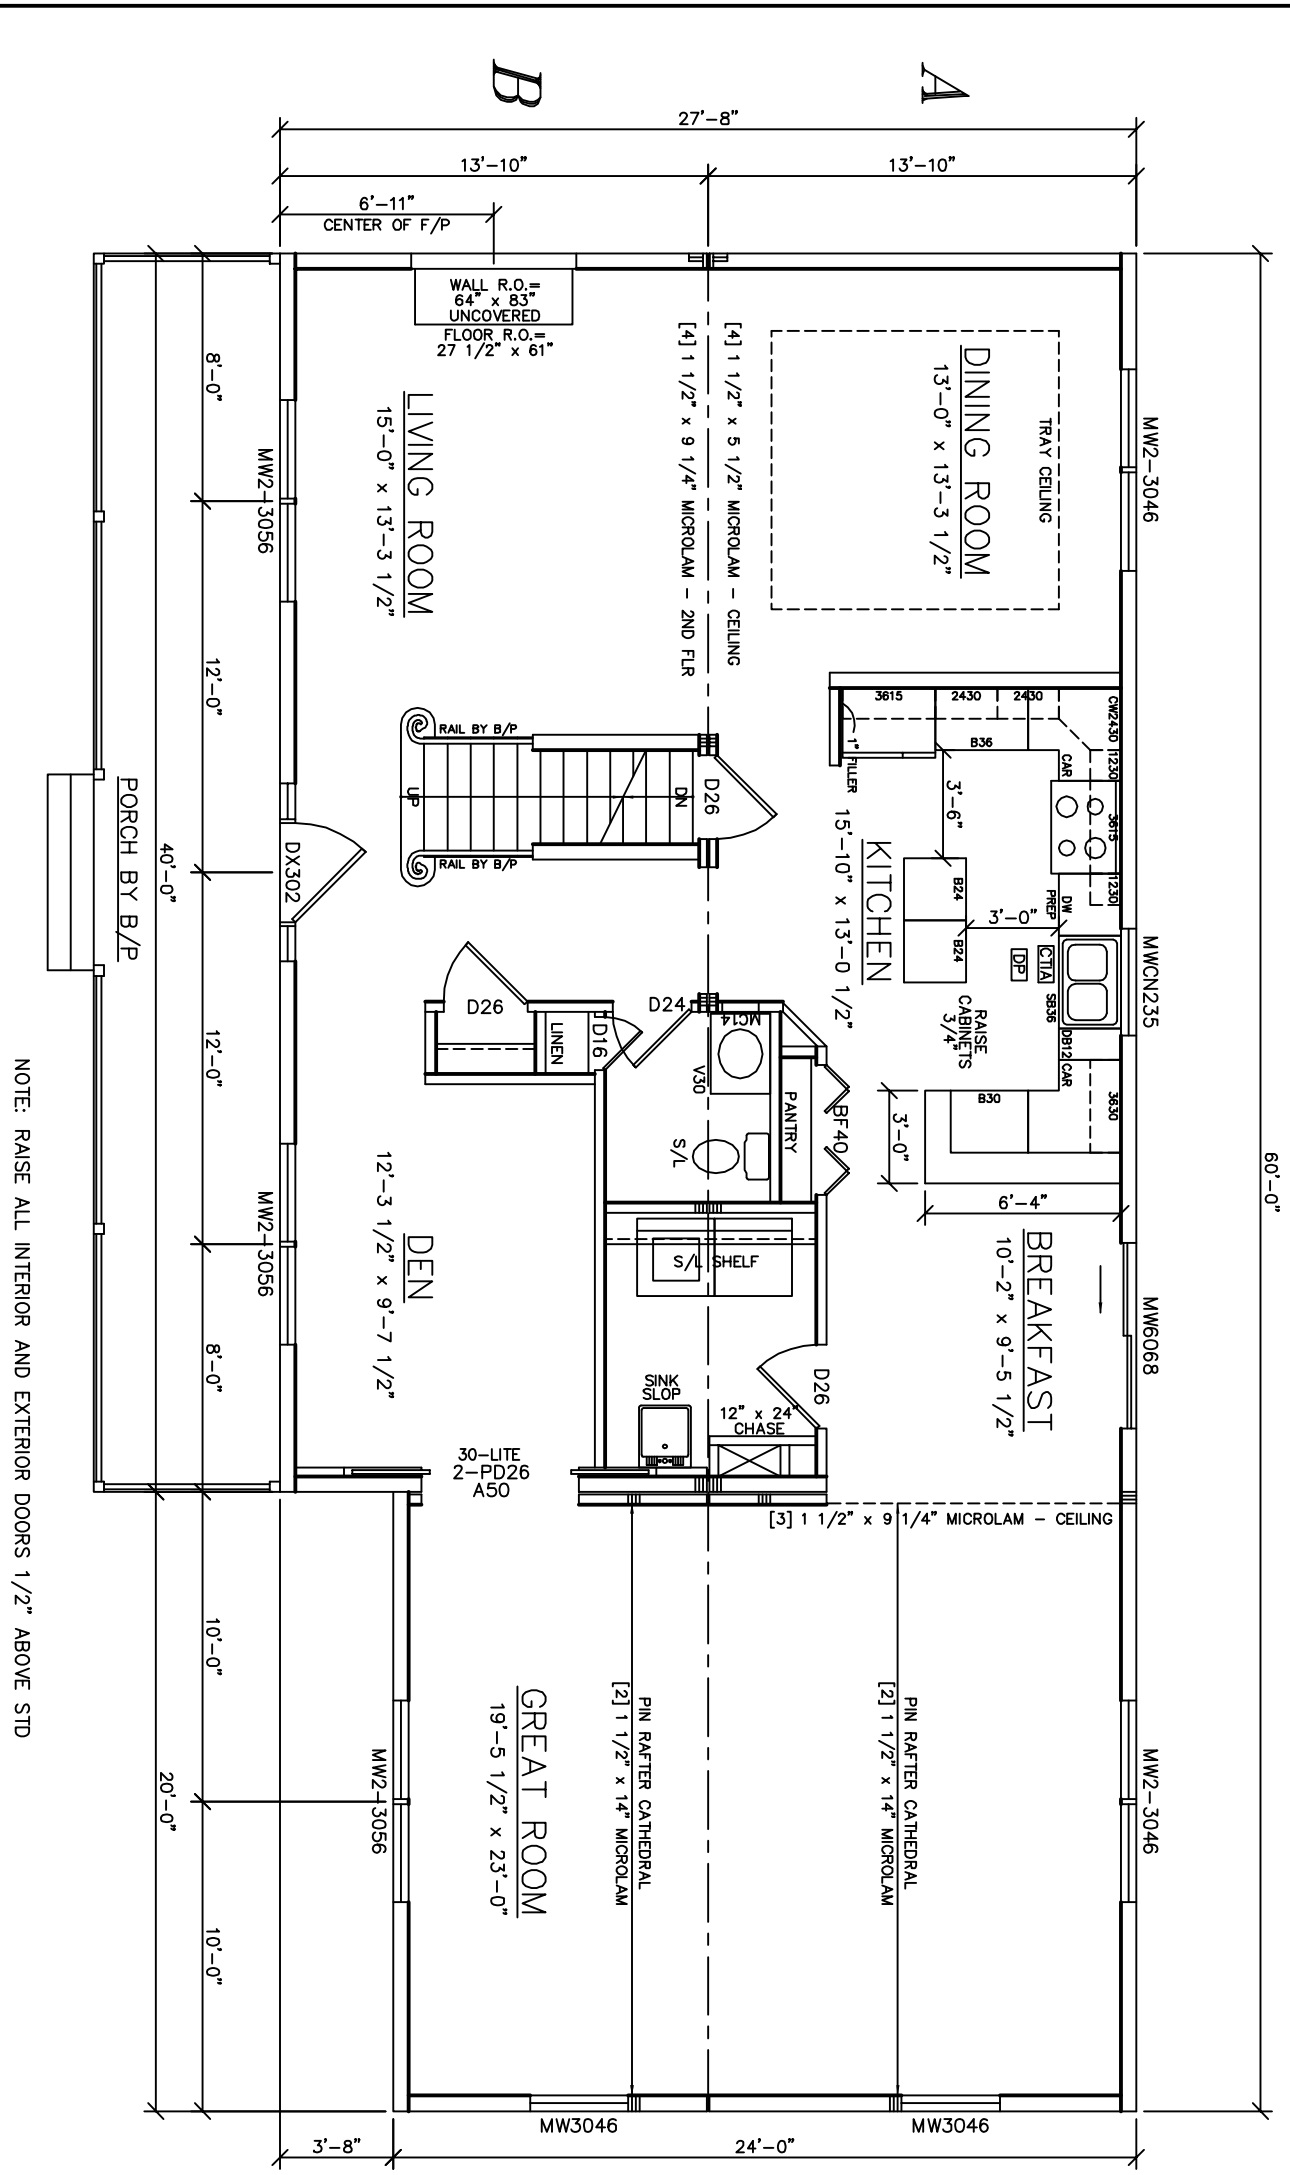 A
B
27'-8"
13'-10"
13'-10"
6'-11"
CENTER OF F/P
60'-0"
MW2-3046
MWCN235
MW6068
MW2-3046
DINING ROOM
13'-0" x 13'-3 1/2"
TRAY CEILING
[4] 1 1/2" x 5 1/2" MICROLAM - CEILING
[4] 1 1/2" x 9 1/4" MICROLAM - 2ND FLR
WALL R.O.=
64" x 83"
UNCOVERED
FLOOR R.O.=
27 1/2" x 61"
LIVING ROOM
15'-0" x 13'-3 1/2"
3615
2430
2430
CW2430
1230
B36
1" FILLER
CAR
3615
1230
3'-6"
KITCHEN
15'-10" x 13'-0 1/2"
B24
B24
DW
PREP
3'-0"
CTIA
DP
SB36
RAISE
CABINETS
3/4"
DB12
CAR
3630
B30
3'-0"
6'-4"
BREAKFAST
10'-2" x 9'-5 1/2"
RAIL BY B/P
RAIL BY B/P
UP
DN
D26
DX302
D26
LINEN
D16
D24
MC14
V30
S/L
PANTRY
BF40
S/L SHELF
SINK
SLOP
12" x 24"
CHASE
D26
DEN
12'-3 1/2" x 9'-7 1/2"
30-LITE
2-PD26
A50
[3] 1 1/2" x 9 1/4" MICROLAM - CEILING
PIN RAFTER CATHEDRAL
[2] 1 1/2" x 14" MICROLAM
PIN RAFTER CATHEDRAL
[2] 1 1/2" x 14" MICROLAM
GREAT ROOM
19'-5 1/2" x 23'-0"
MW3046
MW3046
24'-0"
3'-8"
MW2-3056
MW2-3056
MW2-3056
8'-0"
12'-0"
12'-0"
8'-0"
10'-0"
10'-0"
40'-0"
20'-0"
PORCH BY B/P
NOTE: RAISE ALL INTERIOR AND EXTERIOR DOORS 1/2" ABOVE STD